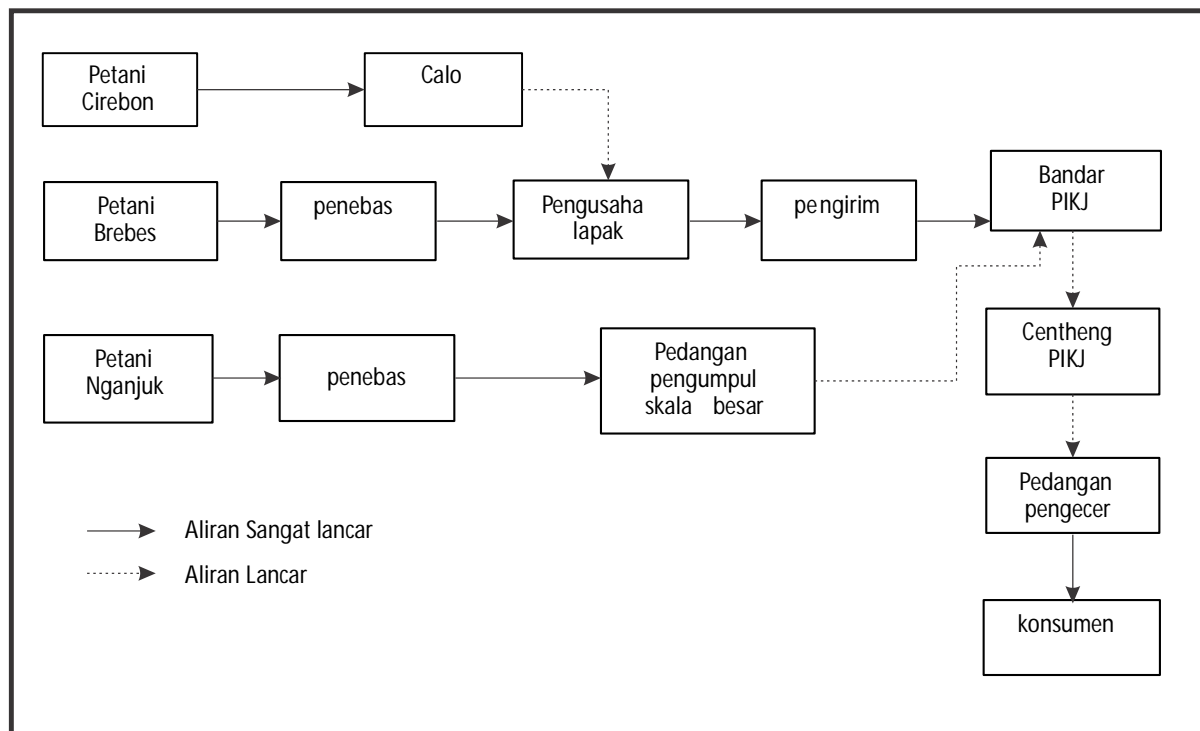 Petani
Cirebon
Calo
Petani
Brebes
penebas
Pengusaha
lapak
pengirim
Bandar
PIKJ
Petani
Nganjuk
penebas
Pedangan
pengumpul
skala besar
Centheng
PIKJ
Pedangan
pengecer
konsumen
Aliran Sangat lancar
Aliran Lancar